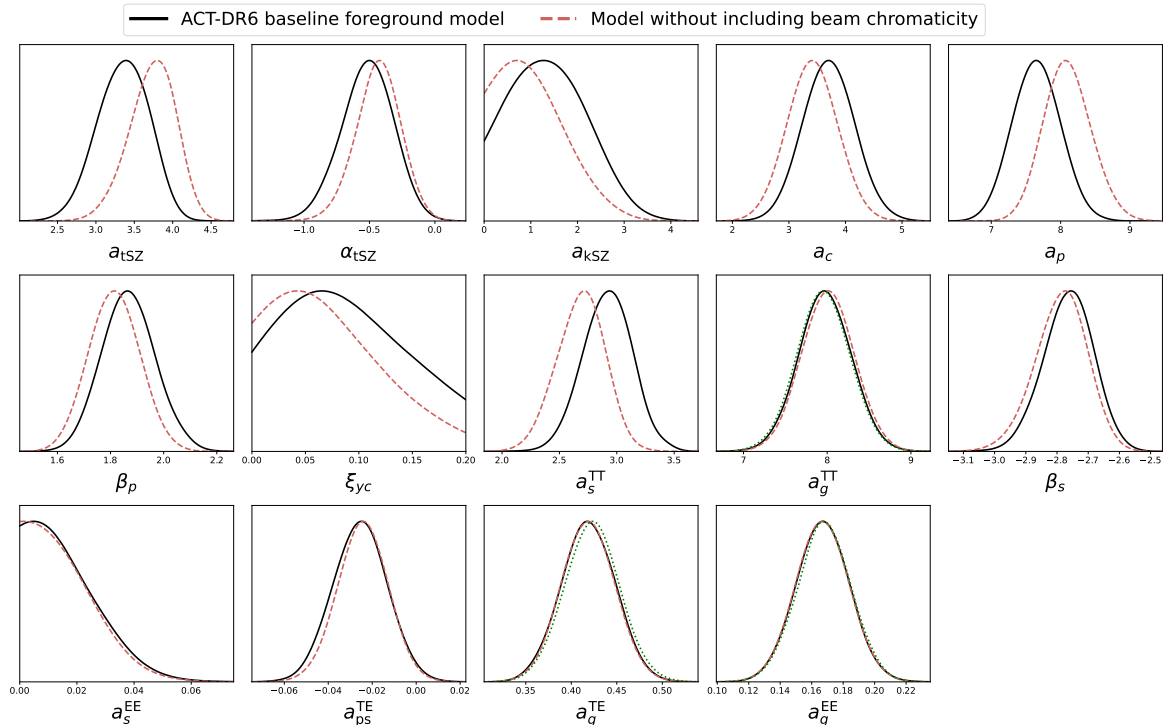 ACT-DR6 baseline foreground model Model without including beam chromaticity
2.5 3.0 3.5 4.0 4.5 −1.0 −0.5 0.0 0 1 2 3 4 2 3 4 5 7 8 9
a_tSZ α_tSZ a_kSZ a_c a_p
1.6 1.8 2.0 2.2 0.00 0.05 0.10 0.15 0.20 2.0 2.5 3.0 3.5 7 8 9 −3.1 −3.0 −2.9 −2.8 −2.7 −2.6 −2.5
β_p ξ_yc a_s^TT a_g^TT β_s
0.00 0.02 0.04 0.06 −0.06 −0.04 −0.02 0.00 0.02 0.35 0.40 0.45 0.50 0.10 0.12 0.14 0.16 0.18 0.20 0.22
a_s^EE a_ps^TE a_g^TE a_g^EE